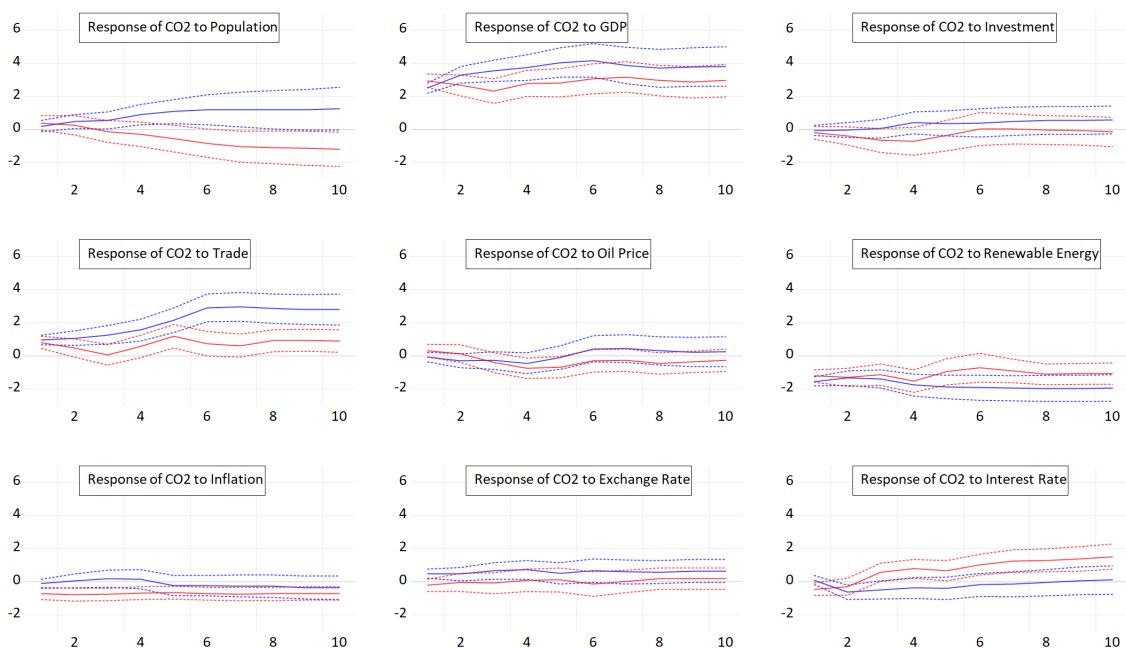 Response of CO2 to Population
Response of CO2 to GDP
Response of CO2 to Investment
6
4
2
0
-2
2 4 6 8 10
6
4
2
0
-2
2 4 6 8 10
6
4
2
0
-2
2 4 6 8 10
Response of CO2 to Trade
Response of CO2 to Oil Price
Response of CO2 to Renewable Energy
6
4
2
0
-2
2 4 6 8 10
6
4
2
0
-2
2 4 6 8 10
6
4
2
0
-2
2 4 6 8 10
Response of CO2 to Inflation
Response of CO2 to Exchange Rate
Response of CO2 to Interest Rate
6
4
2
0
-2
2 4 6 8 10
6
4
2
0
-2
2 4 6 8 10
6
4
2
0
-2
2 4 6 8 10